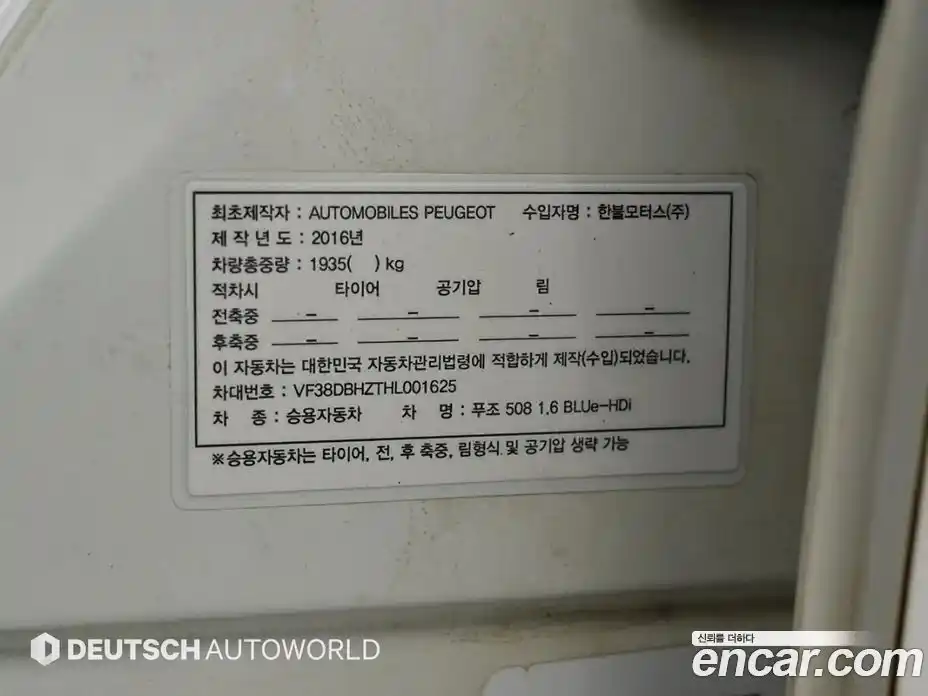 최초제작자 : AUTOMOBILES PEUGEOT 수입자명 : 한불모터스(주)
제 작 년 도 : 2016년
차량총중량 : 1935( ) kg
적차시 타이어 공기압 림
전축중 – – – –
후축중 – – – –
이 자동차는 대한민국 자동차관리법령에 적합하게 제작(수입)되었습니다.
차대번호 : VF38DBHZTHL001625
차 종 : 승용자동차 차 명 : 푸조 508 1.6 BLUe-HDi
※승용자동차는 타이어, 전, 후 축중, 림형식 및 공기압 생략 가능
DEUTSCH AUTOWORLD
신뢰를 더하다
encar.com